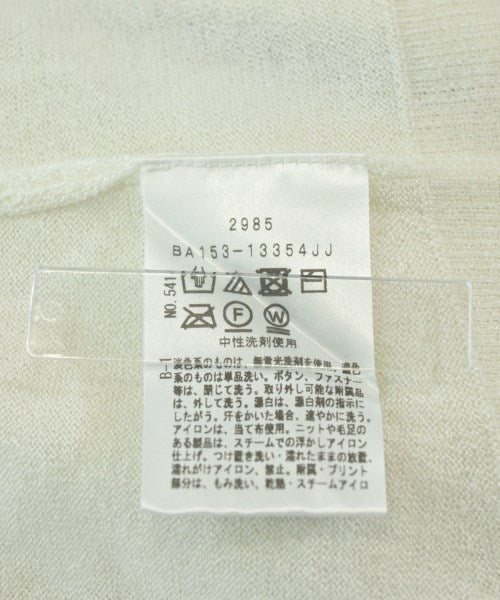 2985
BA153-13354JJ
NO.541
F W
中性洗剤使用
B-1
淡色系のものは、無蛍光洗剤を使用。濃色
系のものは単品洗い。ボタン、ファスナー
等は、閉じて洗う。取り外し可能な附属品
は、外して洗う。漂白は、漂白剤の指示に
したがう。汗をかいた場合、速やかに洗う。
アイロンは、当て布使用。ニットや毛足の
ある製品は、スチームでの浮かしアイロン
仕上げ。つけ置き洗い・濡れたままの放置、
濡れがけアイロン、禁止。附属・プリント
部分は、もみ洗い、乾熱・スチームアイロ